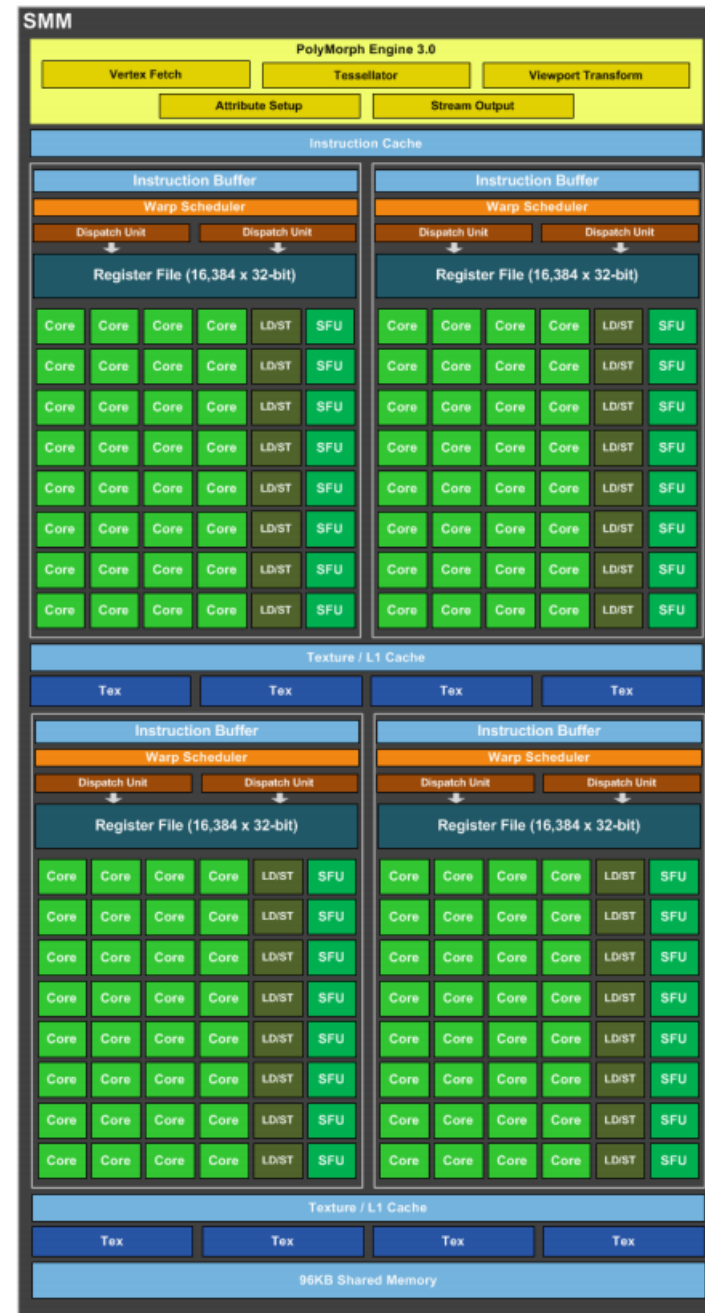 SMM
PolyMorph Engine 3.0
Vertex Fetch Tessellator Viewport Transform
Attribute Setup Stream Output
Instruction Cache
Instruction Buffer Instruction Buffer
Warp Scheduler Warp Scheduler
Dispatch Unit Dispatch Unit Dispatch Unit Dispatch Unit
Register File (16,384 x 32-bit) Register File (16,384 x 32-bit)
Core Core Core Core LD/ST SFU Core Core Core Core LD/ST SFU
Core Core Core Core LD/ST SFU Core Core Core Core LD/ST SFU
Core Core Core Core LD/ST SFU Core Core Core Core LD/ST SFU
Core Core Core Core LD/ST SFU Core Core Core Core LD/ST SFU
Core Core Core Core LD/ST SFU Core Core Core Core LD/ST SFU
Core Core Core Core LD/ST SFU Core Core Core Core LD/ST SFU
Core Core Core Core LD/ST SFU Core Core Core Core LD/ST SFU
Core Core Core Core LD/ST SFU Core Core Core Core LD/ST SFU
Texture / L1 Cache
Tex Tex Tex Tex
Instruction Buffer Instruction Buffer
Warp Scheduler Warp Scheduler
Dispatch Unit Dispatch Unit Dispatch Unit Dispatch Unit
Register File (16,384 x 32-bit) Register File (16,384 x 32-bit)
Core Core Core Core LD/ST SFU Core Core Core Core LD/ST SFU
Core Core Core Core LD/ST SFU Core Core Core Core LD/ST SFU
Core Core Core Core LD/ST SFU Core Core Core Core LD/ST SFU
Core Core Core Core LD/ST SFU Core Core Core Core LD/ST SFU
Core Core Core Core LD/ST SFU Core Core Core Core LD/ST SFU
Core Core Core Core LD/ST SFU Core Core Core Core LD/ST SFU
Core Core Core Core LD/ST SFU Core Core Core Core LD/ST SFU
Core Core Core Core LD/ST SFU Core Core Core Core LD/ST SFU
Texture / L1 Cache
Tex Tex Tex Tex
96KB Shared Memory